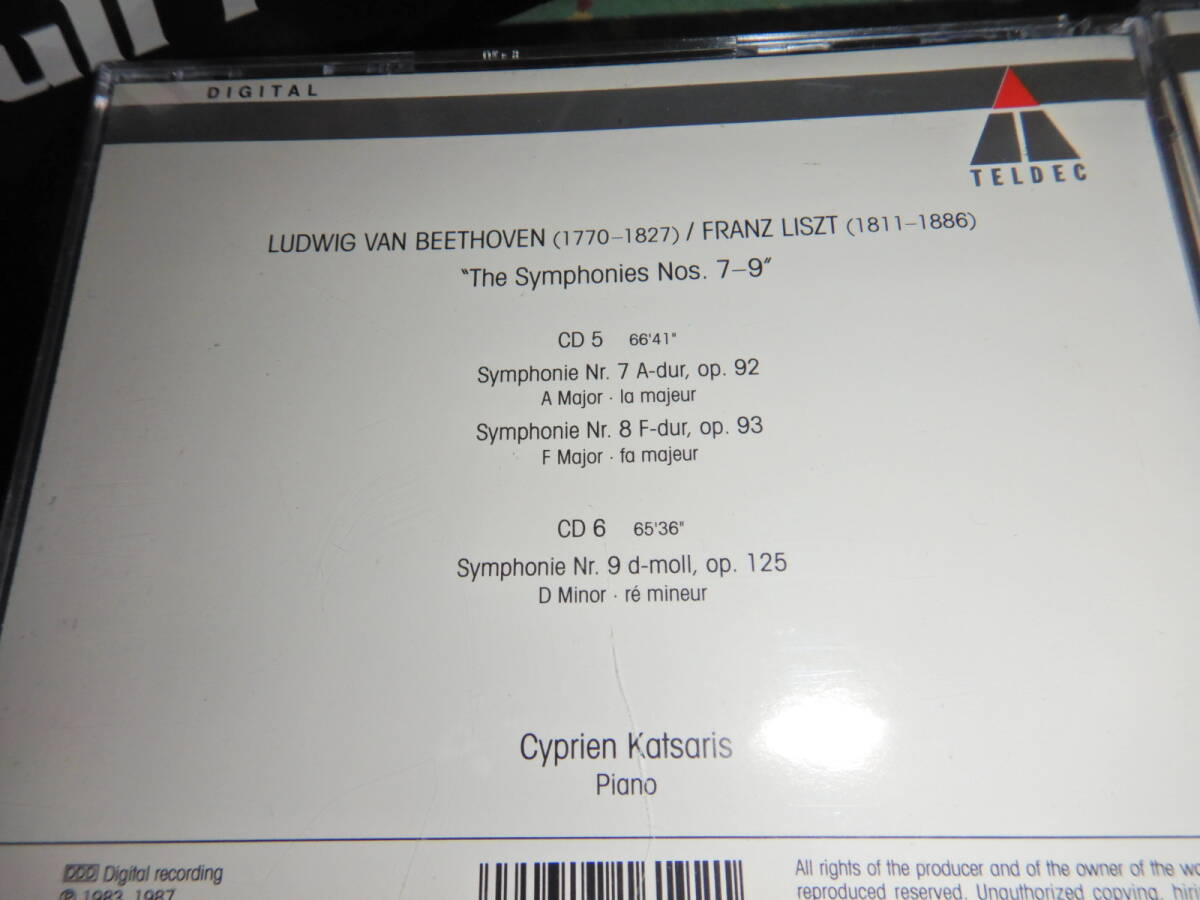 DIGITAL
TELDEC
LUDWIG VAN BEETHOVEN (1770–1827) / FRANZ LISZT (1811–1886)
"The Symphonies Nos. 7–9"
CD 5 66'41"
Symphonie Nr. 7 A-dur, op. 92
A Major · la majeur
Symphonie Nr. 8 F-dur, op. 93
F Major · fa majeur
CD 6 65'36"
Symphonie Nr. 9 d-moll, op. 125
D Minor · ré mineur
Cyprien Katsaris
Piano
DDD Digital recording
℗ 1983, 1987
All rights of the producer and of the owner of the
reproduced reserved. Unauthorized copying,